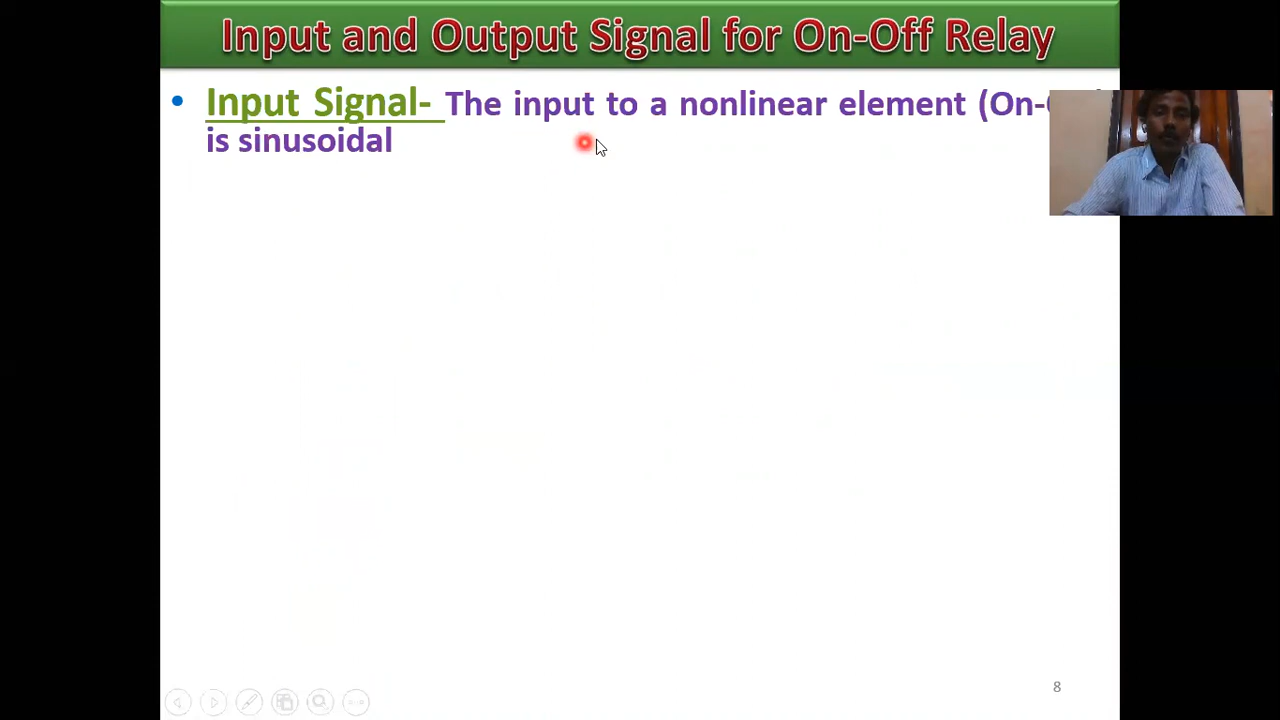 Input and Output Signal for On-Off Relay
• Input Signal- The input to a nonlinear element (On-
is sinusoidal
8